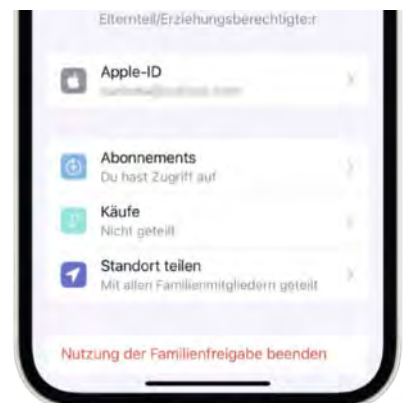 Elternteil/Erziehungsberechtigte:r
Apple-ID
Abonnements
Du hast Zugriff auf
Käufe
Nicht geteilt
Standort teilen
Mit allen Familienmitgliedern geteilt
Nutzung der Familienfreigabe beenden